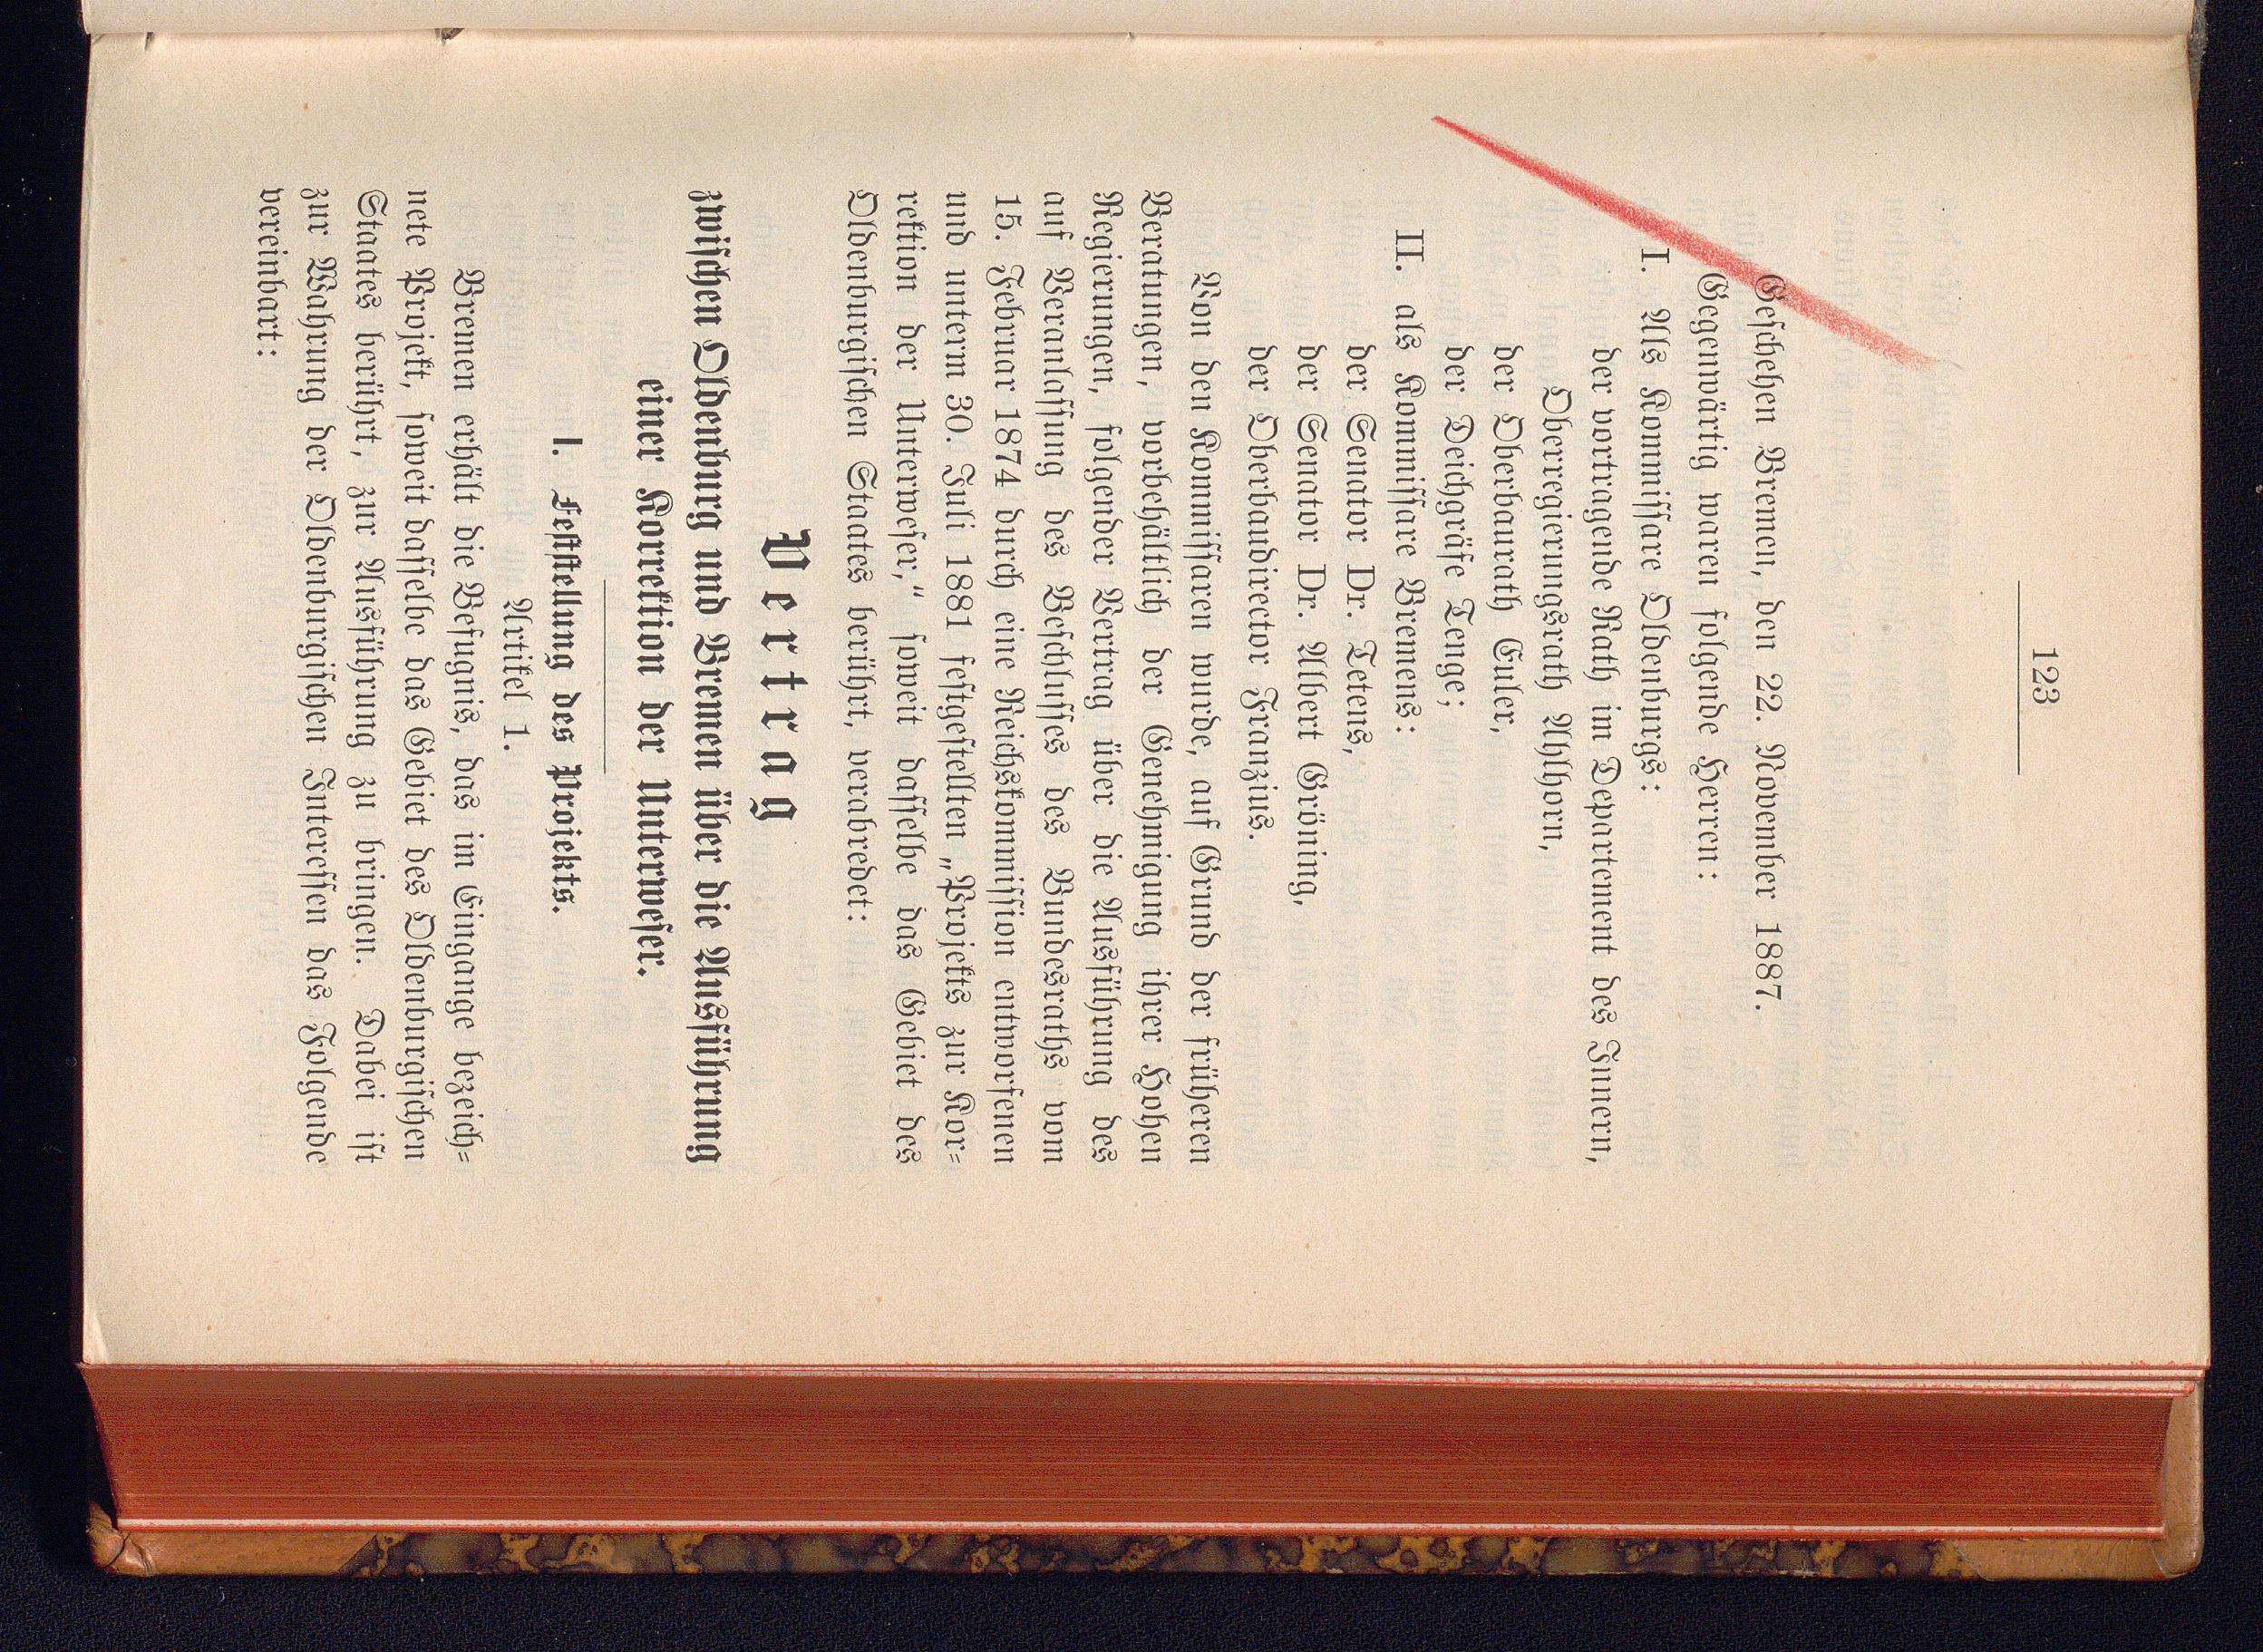 123
Geschehen Bremen, den 22. November 1887.
Gegenwärtig waren folgende Herren:
I. Als Kommissare Oldenburgs:
der vortragende Rath im Departement des Innern,
Oberregierungsrath Ahlhorn,
der Oberbaurath Euler,
der Deichgräfe Tenge;
II. als Kommissare Bremens:
der Senator Dr. Tetens,
der Senator Dr. Albert Gröning,
der Oberbaudirector Franzius.
Von den Kommissaren wurde, auf Grund der früheren
Beratungen, vorbehältlich der Genehmigung ihrer Hohen
Regierungen, folgender Vertrag über die Ausführung des
auf Veranlassung des Beschlusses des Bundesraths vom
15. Februar 1874 durch eine Reichskommission entworfenen
und unterm 30. Juli 1881 festgestellten „Projekts zur Kor-
rektion der Unterweser,“ soweit dasselbe das Gebiet des
Oldenburgischen Staates berührt, verabredet:
Vertrag
zwischen Oldenburg und Bremen über die Ausführung
einer Korrektion der Unterweser.
I. Feststellung des Projekts.
Artikel 1.
Bremen erhält die Befugnis, das im Eingange bezeich-
nete Projekt, soweit dasselbe das Gebiet des Oldenburgischen
Staates berührt, zur Ausführung zu bringen. Dabei ist
zur Wahrung der Oldenburgischen Interessen das Folgende
vereinbart: